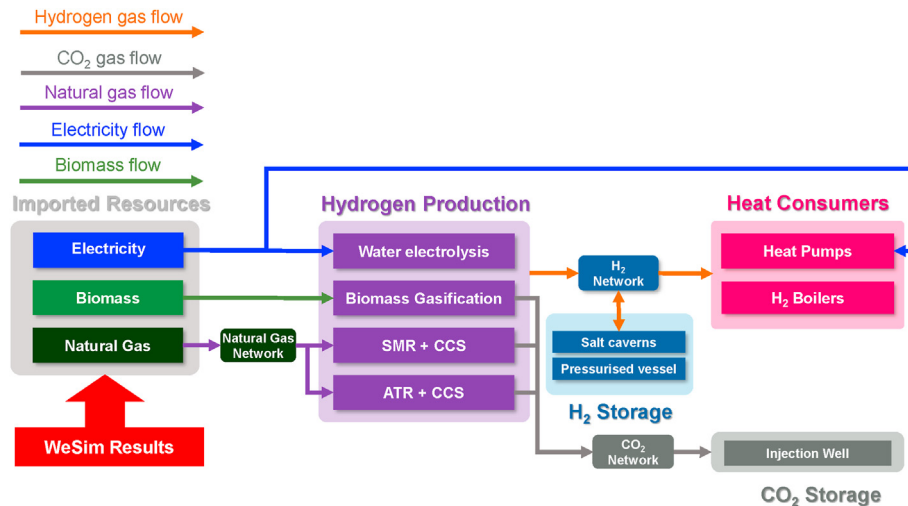 Hydrogen gas flow
CO₂ gas flow
Natural gas flow
Electricity flow
Biomass flow
Imported Resources
Electricity
Biomass
Natural Gas
WeSim Results
Natural Gas
Network
Hydrogen Production
Water electrolysis
Biomass Gasification
SMR + CCS
ATR + CCS
H₂
Network
Salt caverns
Pressurised vessel
H₂ Storage
CO₂
Network
Heat Consumers
Heat Pumps
H₂ Boilers
Injection Well
CO₂ Storage